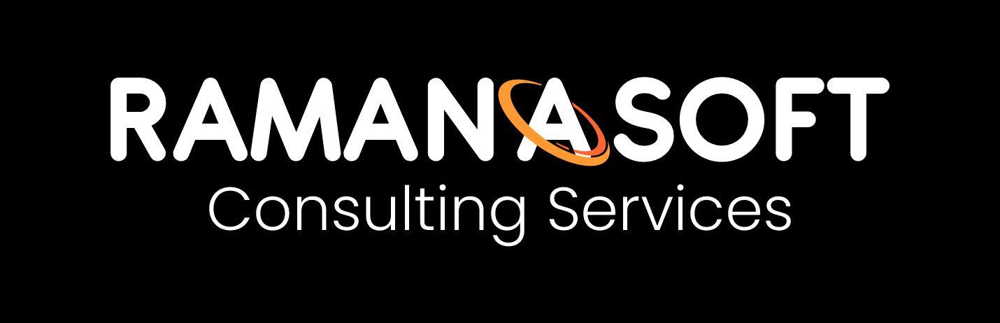 RAMANASOFT
Consulting Services